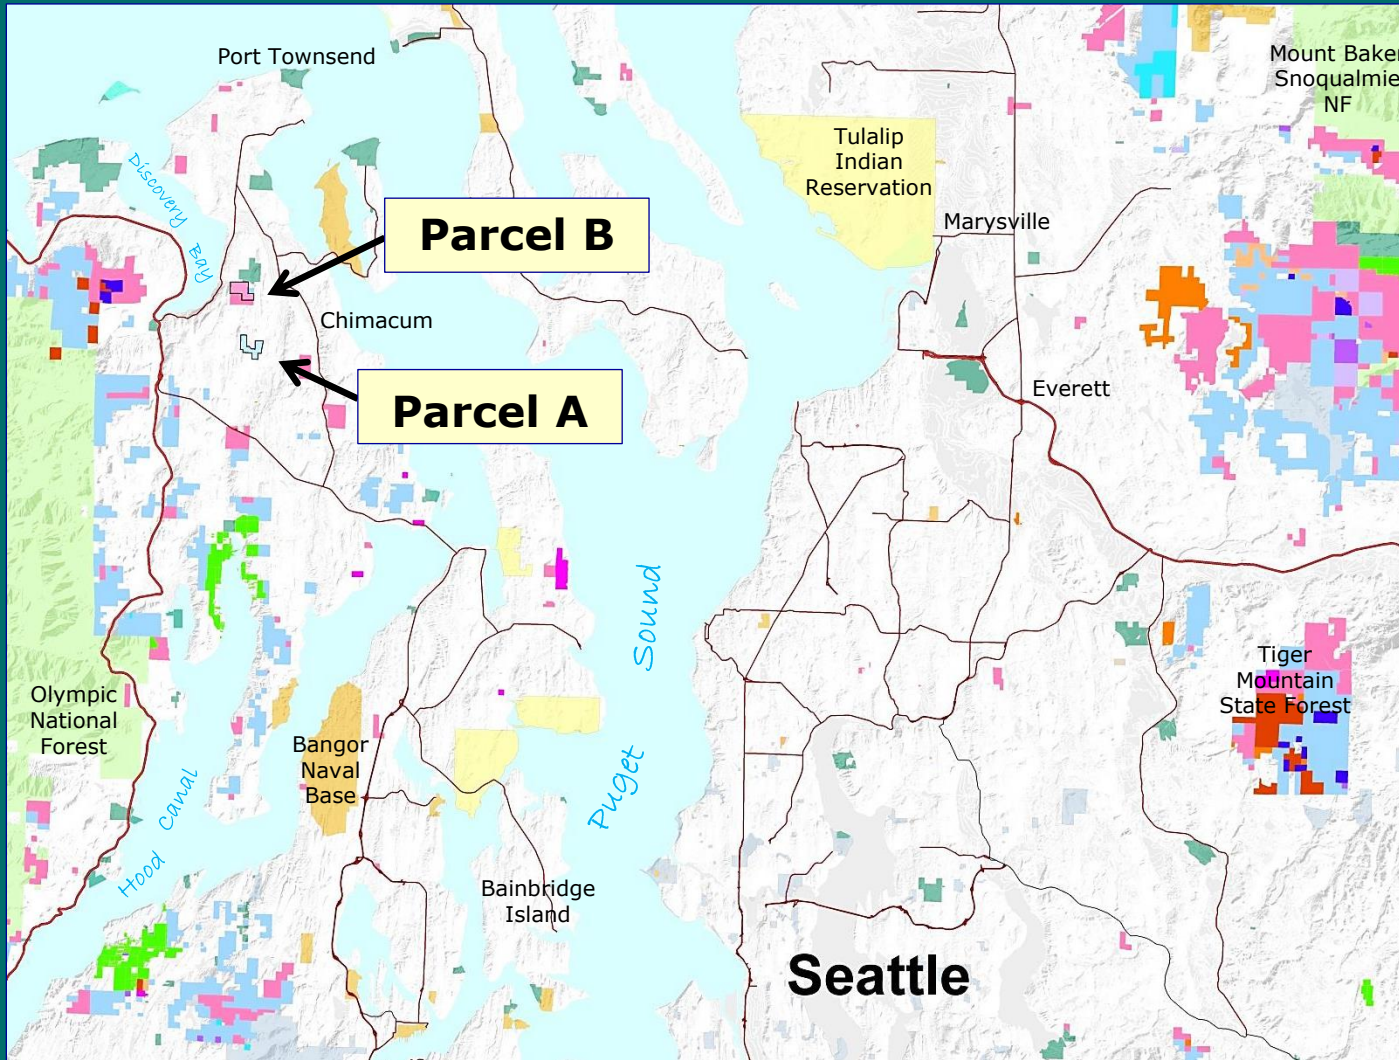 Port Townsend
Mount Baker
Snoqualmie
NF
Tulalip
Indian
Reservation
Discovery
Bay
Parcel B
Marysville
Chimacum
Parcel A
Everett
Sound
Puget
Olympic
National
Forest
Tiger
Mountain
State Forest
Bangor
Naval
Base
Hood
Canal
Bainbridge
Island
Seattle